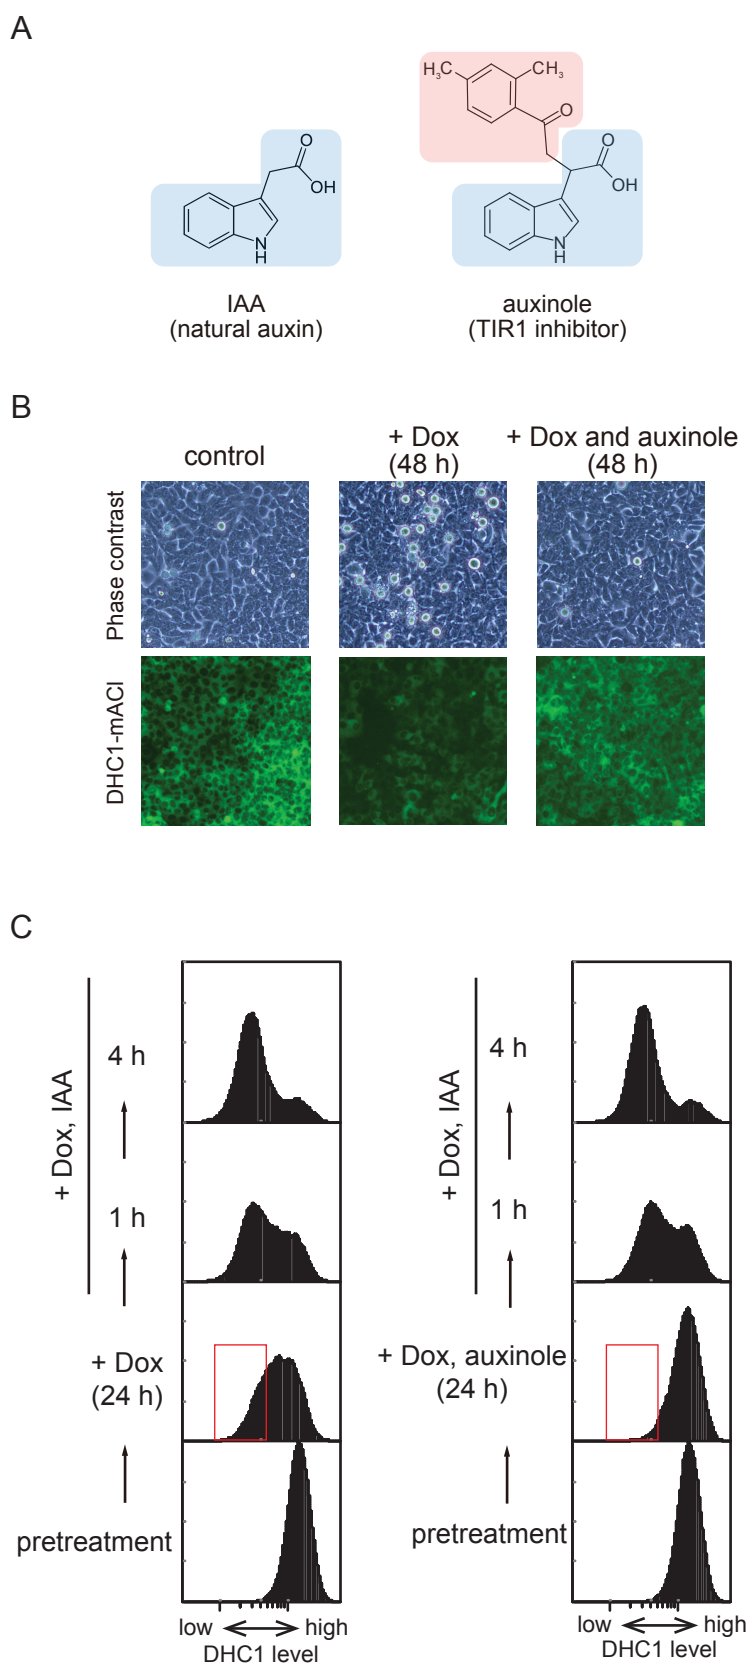 A
H₃C
CH₃
O
O
OH
N
H
O
OH
N
H
IAA
(natural auxin)
auxinole
(TIR1 inhibitor)
B
control
+ Dox
(48 h)
+ Dox and auxinole
(48 h)
Phase contrast
DHC1-mACl
C
+ Dox, IAA
4 h
1 h
+ Dox
(24 h)
pretreatment
low
high
DHC1 level
+ Dox, IAA
4 h
1 h
+ Dox, auxinole
(24 h)
pretreatment
low
high
DHC1 level